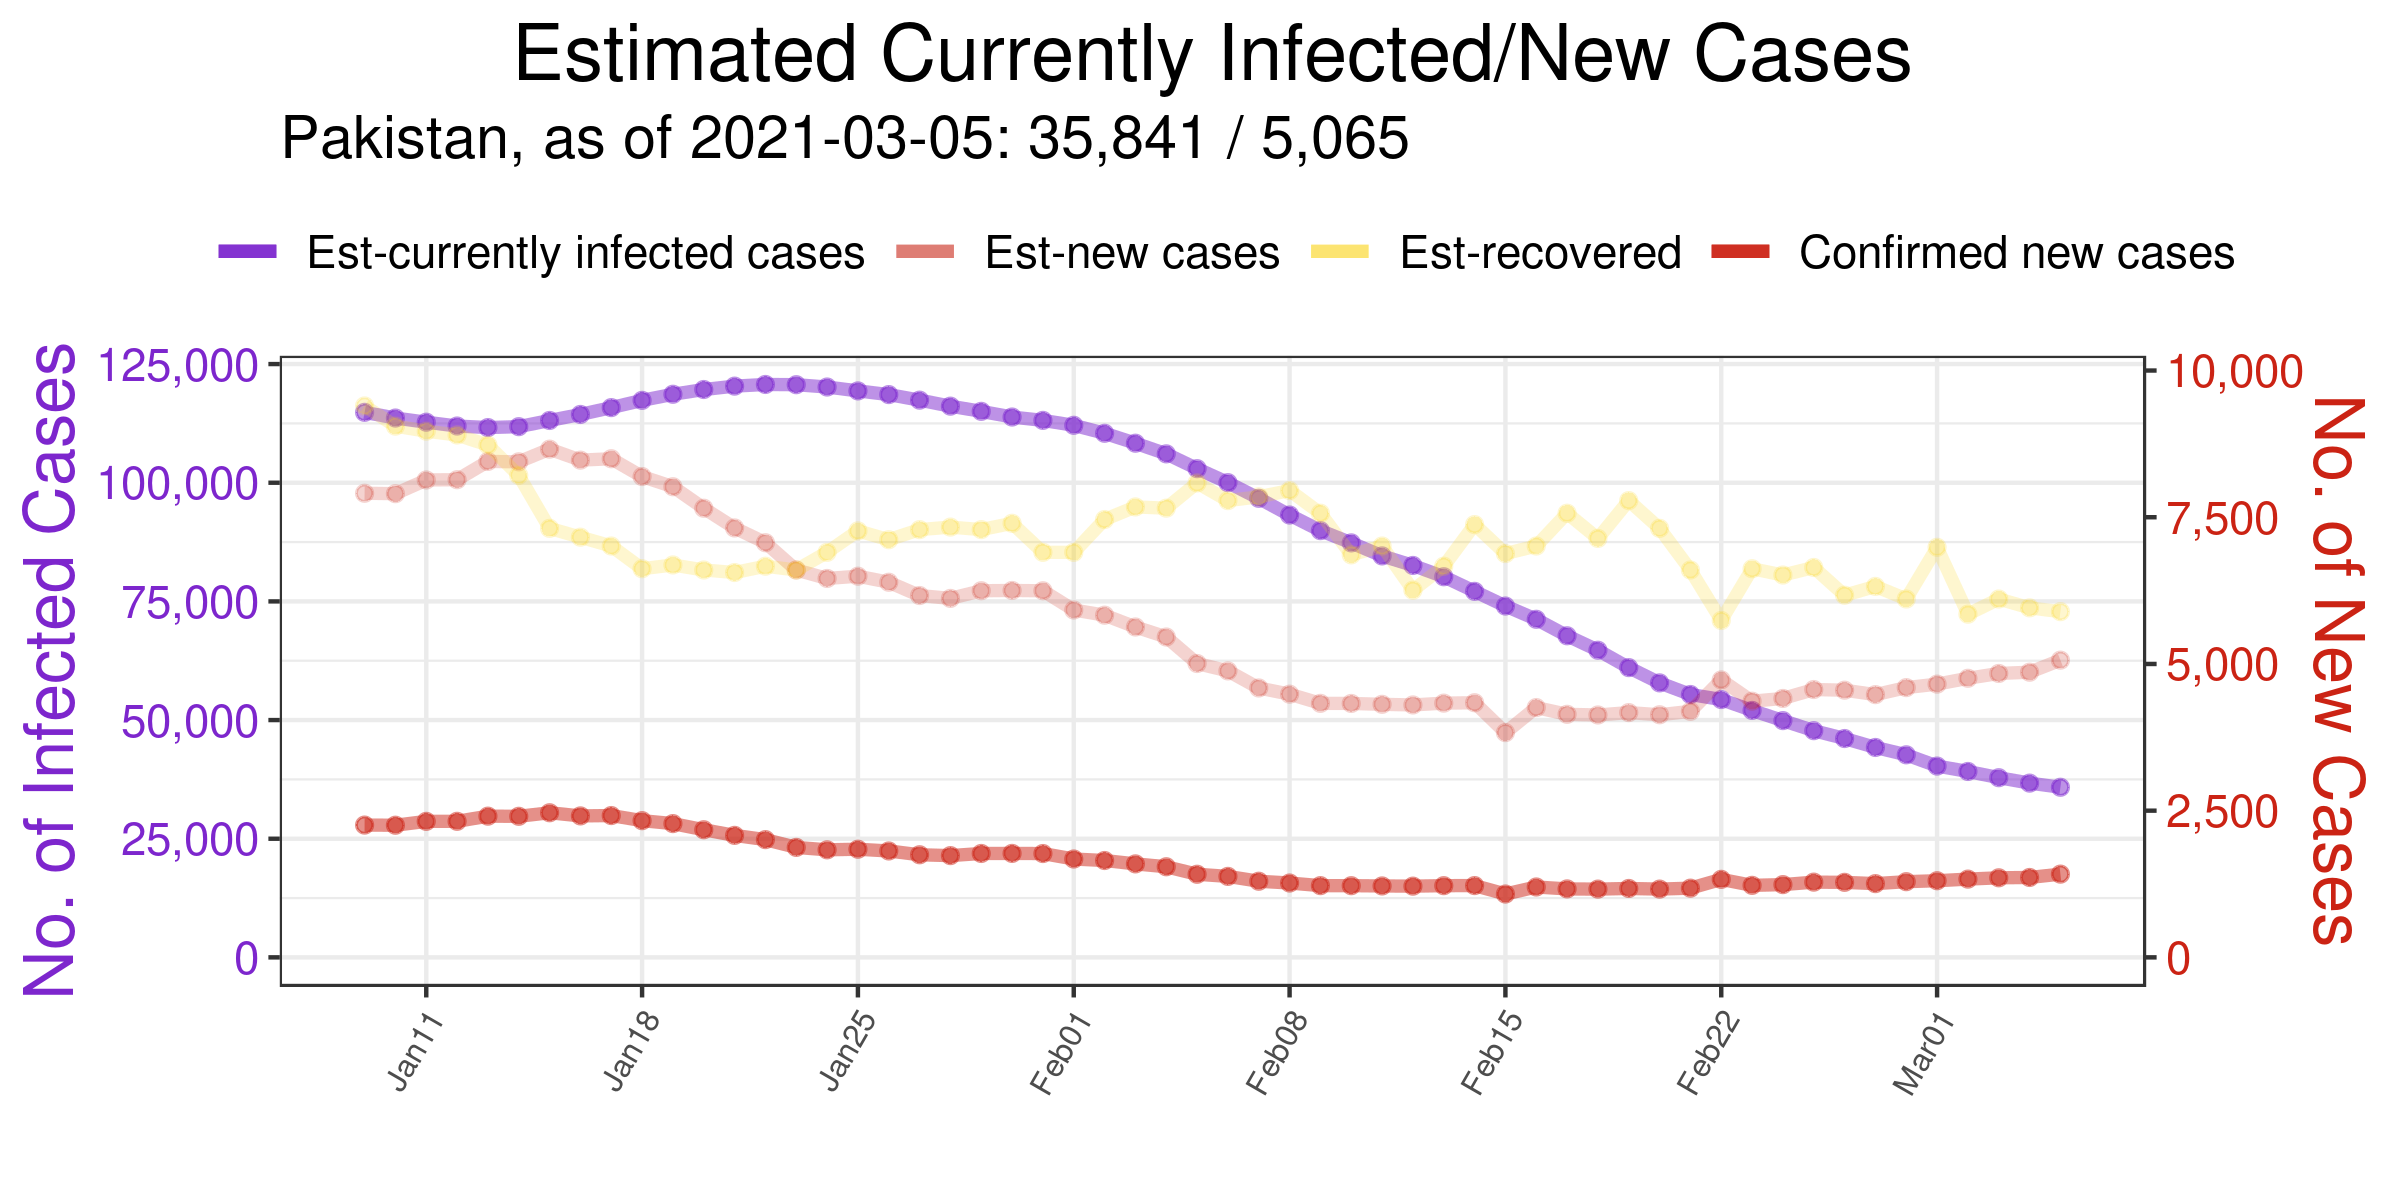 Estimated Currently Infected/New Cases
Pakistan, as of 2021-03-05: 35,841 / 5,065
Est-currently infected cases Est-new cases Est-recovered Confirmed new cases
No. of Infected Cases
125,000
100,000
75,000
50,000
25,000
0
10,000
7,500
5,000
2,500
0
No. of New Cases
Jan11 Jan18 Jan25 Feb01 Feb08 Feb15 Feb22 Mar01